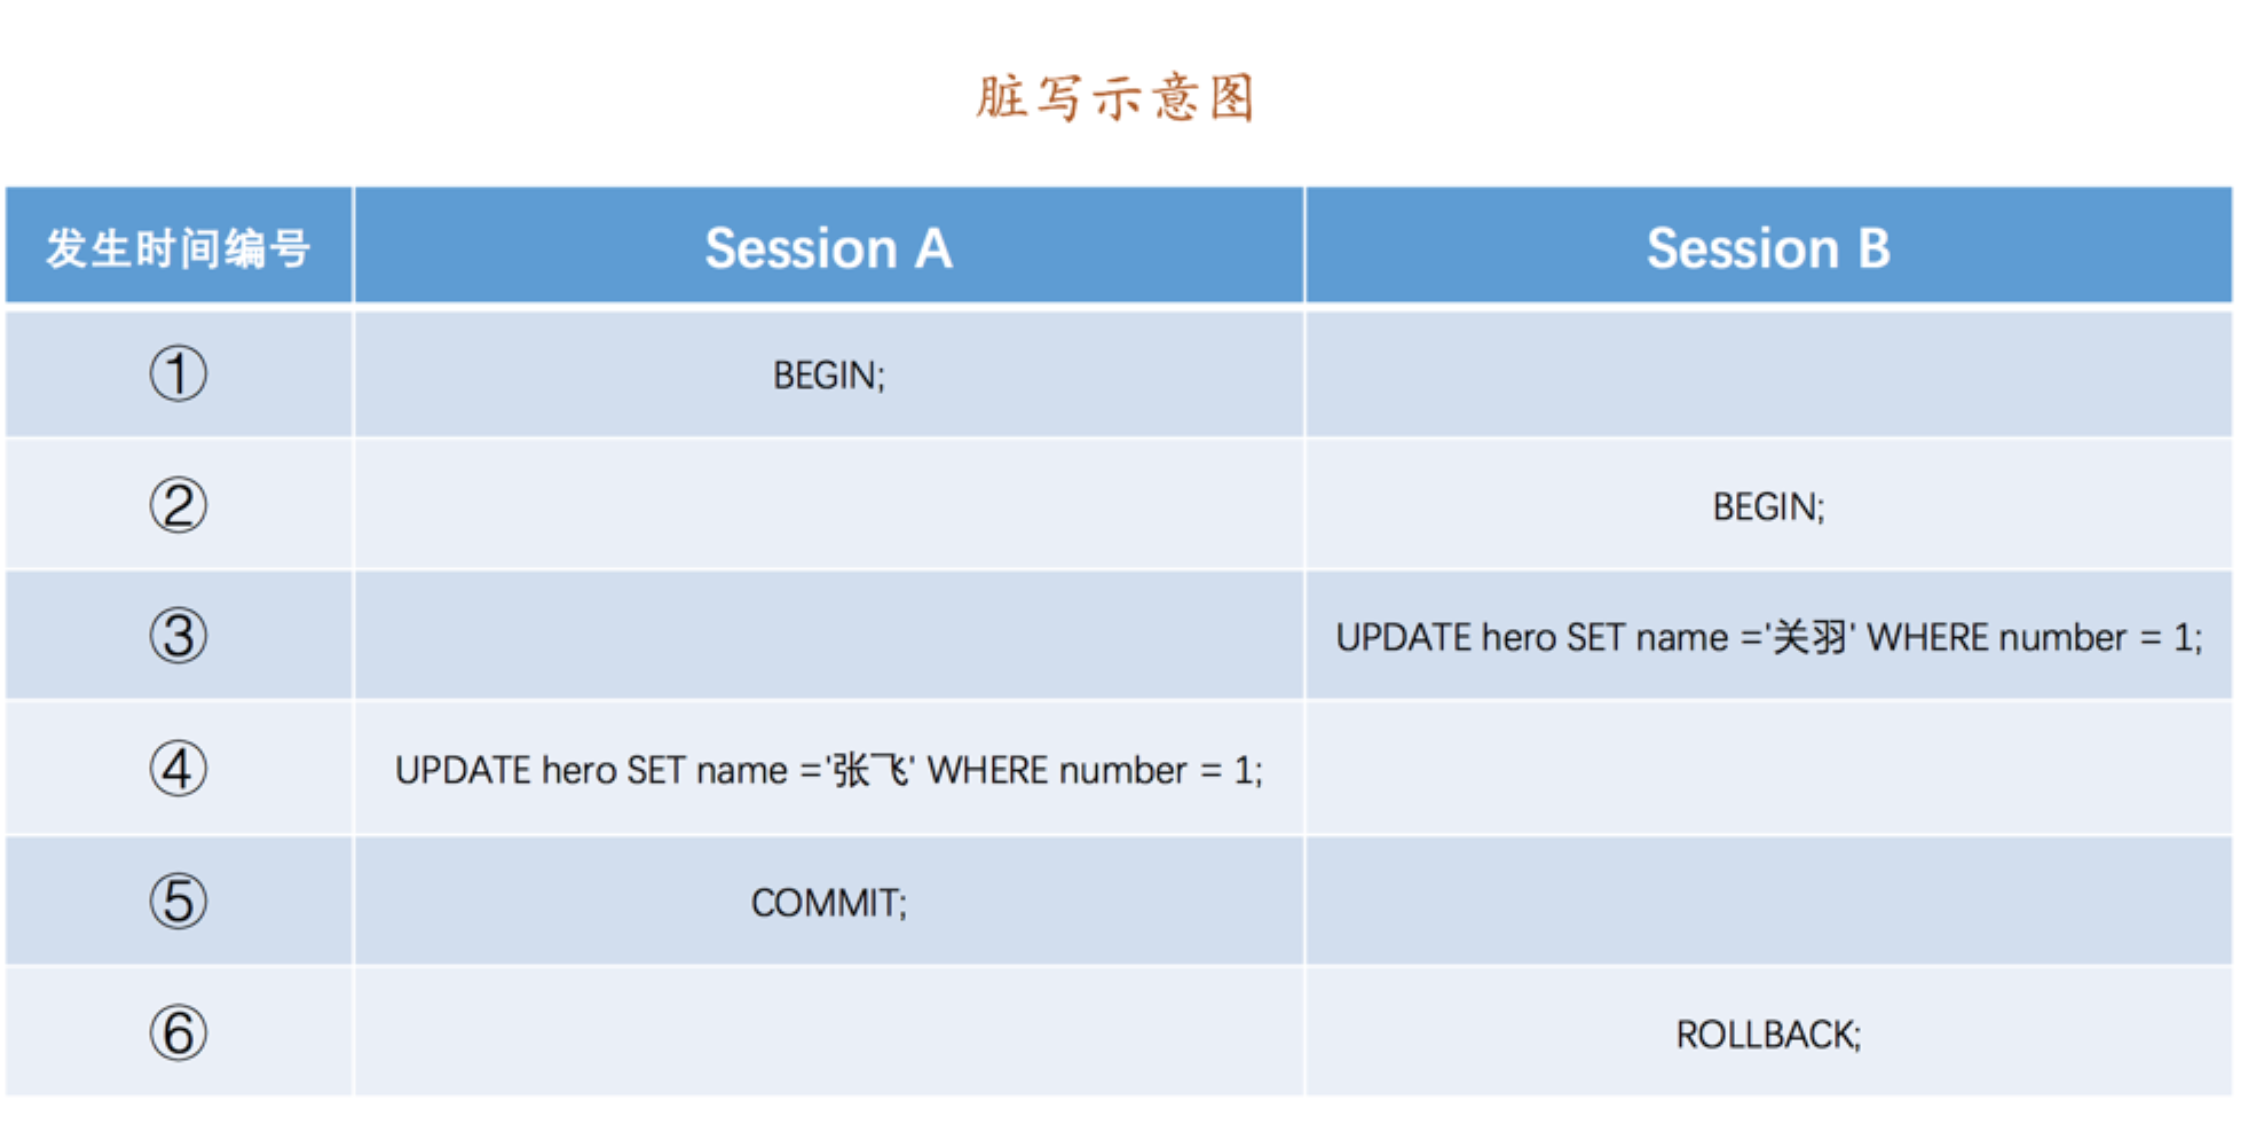 脏写示意图
发生时间编号 Session A Session B
① BEGIN;
② BEGIN;
③ UPDATE hero SET name ='关羽' WHERE number = 1;
④ UPDATE hero SET name ='张飞' WHERE number = 1;
⑤ COMMIT;
⑥ ROLLBACK;